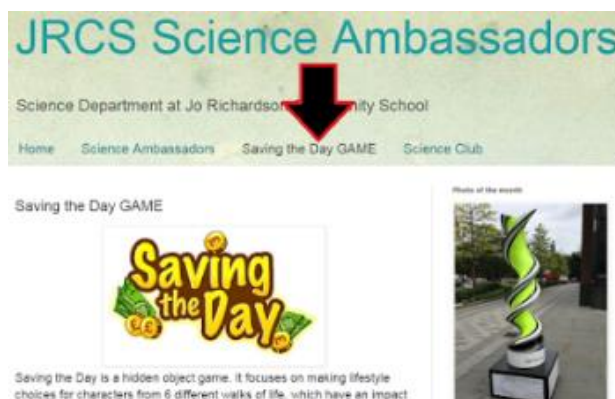 JRCS Science Ambassadors
Science Department at Jo Richardson nity School
Home Science Ambassadors Saving the Day GAME Science Club
Photo of the month
Saving the Day GAME
Saving
the Day
Saving the Day is a hidden object game. It focuses on making lifestyle
choices for characters from 6 different walks of life, which have an impact